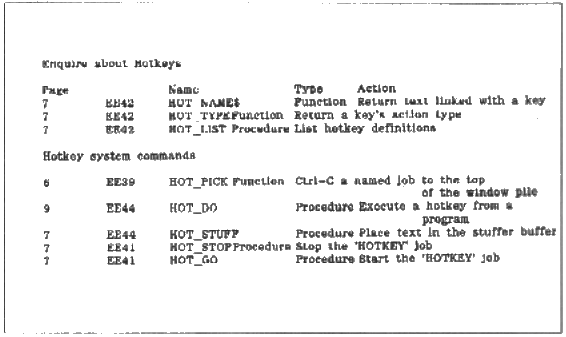 Enquire about Hotkeys
Page Name Type Action
7 EE42 HOT_NAME$ Function Return text linked with a key
7 EE42 HOT_TYPEFunction Return a key's action type
7 EE42 HOT_LIST Procedure List hotkey definitions
Hotkey system commands
6 EE39 HOT_PICK Function Ctrl-C a named job to the top
of the window pile
9 EE44 HOT_DO Procedure Execute a hotkey from a
program
7 EE44 HOT_STUFF Procedure Place text in the stuffer buffer
7 EE41 HOT_STOPProcedure Stop the 'HOTKEY' job
7 EE41 HOT_GO Procedure Start the 'HOTKEY' job